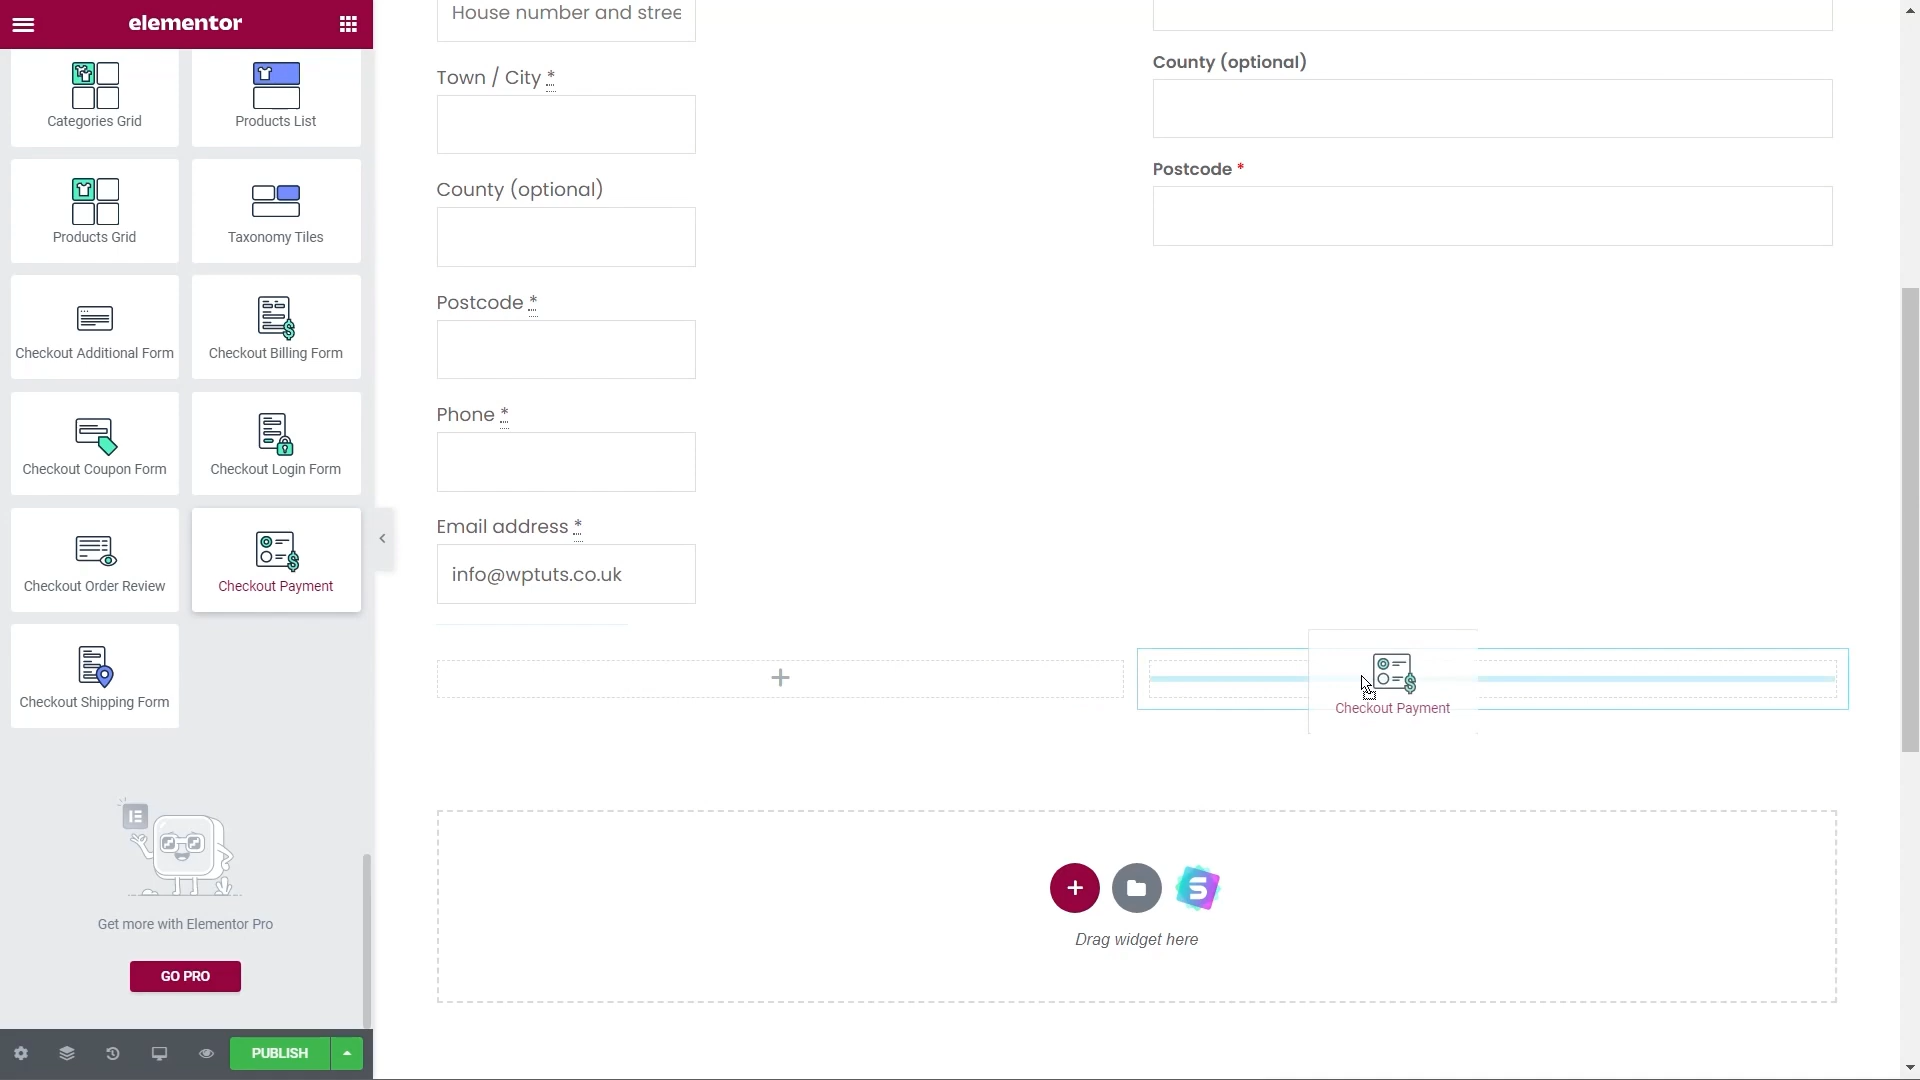 elementor
Categories Grid
Products List
Products Grid
Taxonomy Tiles
Checkout Additional Form
Checkout Billing Form
Checkout Coupon Form
Checkout Login Form
Checkout Order Review
Checkout Payment
Checkout Shipping Form
Get more with Elementor Pro
GO PRO
PUBLISH
House number and stree
Town / City *
County (optional)
Postcode *
Phone *
Email address *
info@wptuts.co.uk
County (optional)
Postcode *
Checkout Payment
Drag widget here